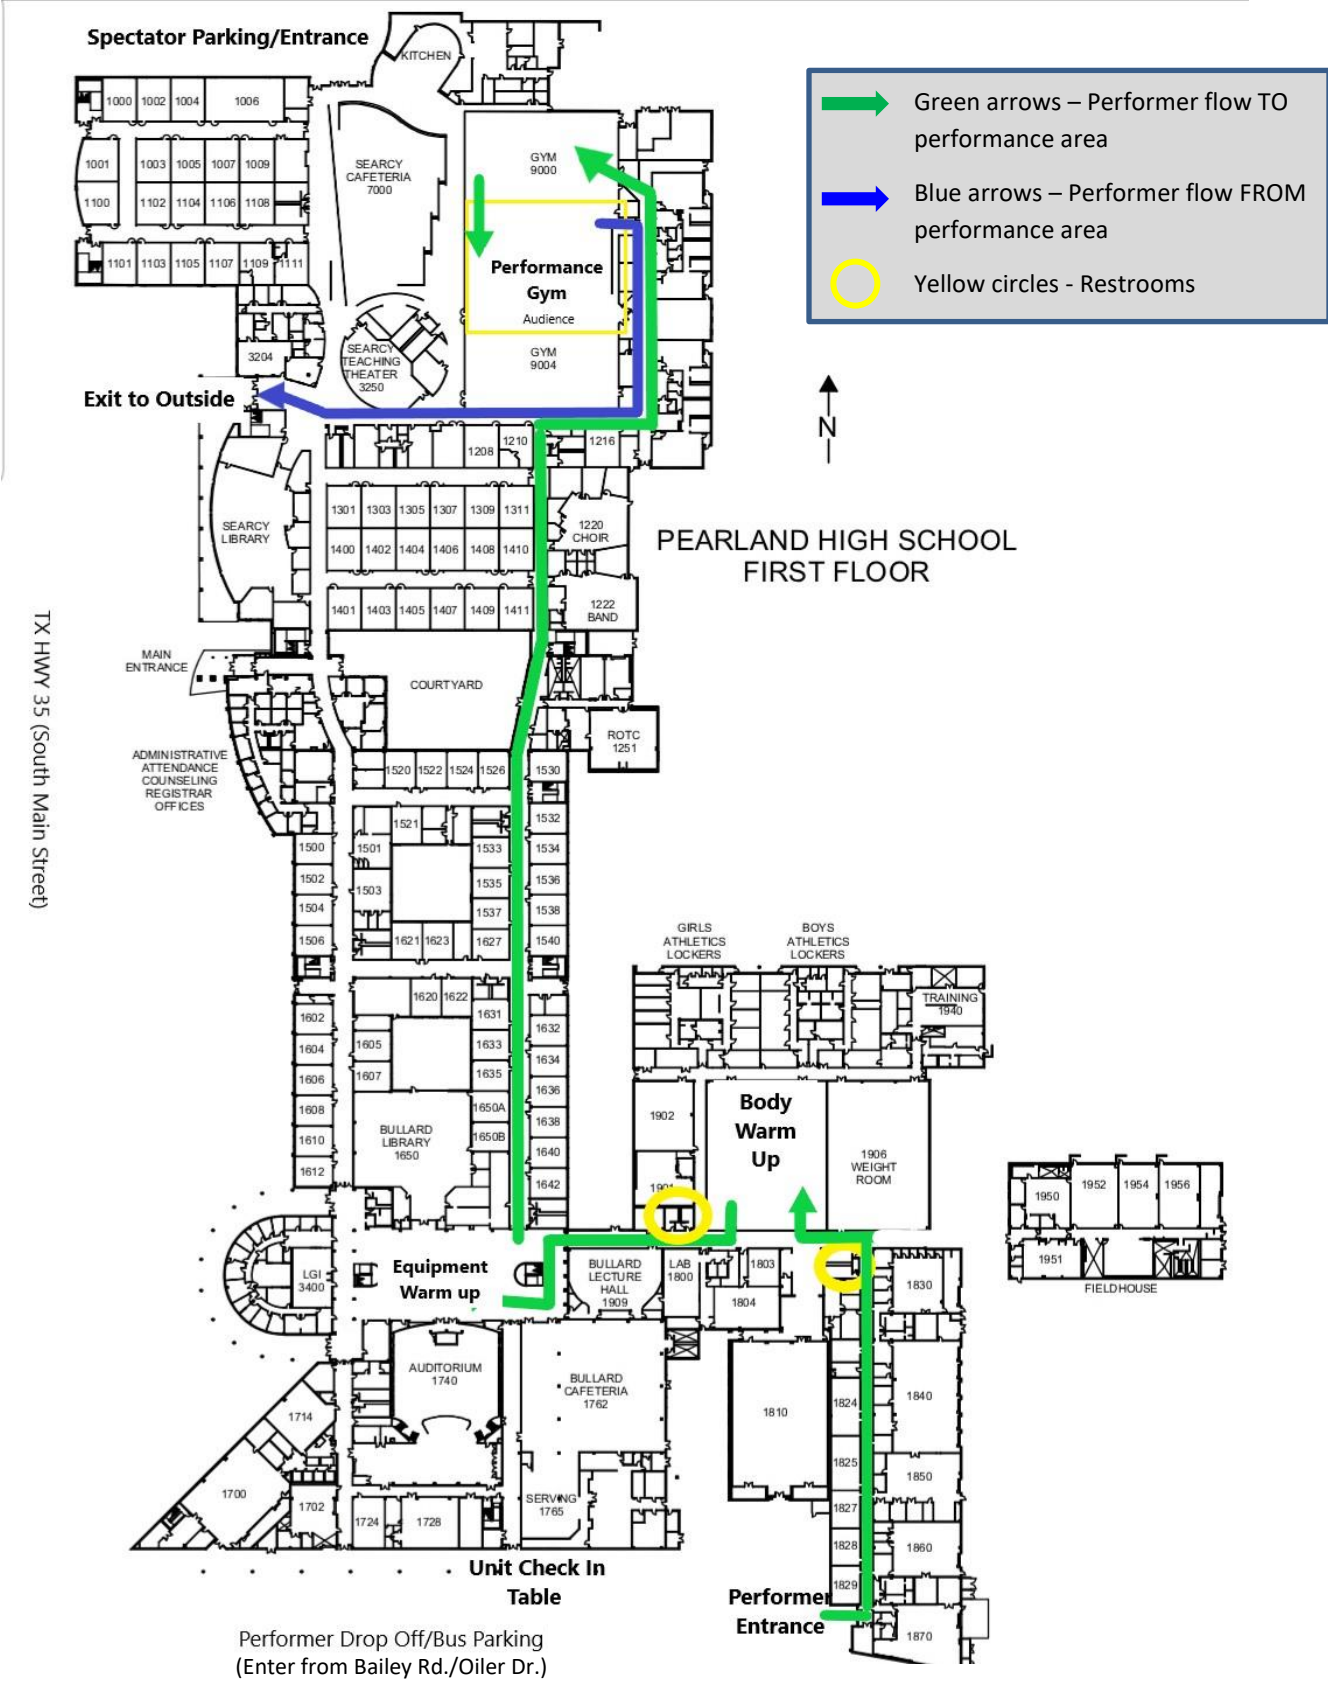 Spectator Parking/Entrance
KITCHEN
Green arrows – Performer flow TO
performance area
Blue arrows – Performer flow FROM
performance area
Yellow circles - Restrooms
1000 1002 1004 1006
1001 1003 1005 1007 1009
1100 1102 1104 1106 1108
1101 1103 1105 1107 1109 1111
SEARCY
CAFETERIA
7000
GYM
9000
Performance
Gym
Audience
GYM
9004
3204
SEARCY
TEACHING
THEATER
3250
Exit to Outside
N
1208 1210 1216
1301 1303 1305 1307 1309 1311
1400 1402 1404 1406 1408 1410
1401 1403 1405 1407 1409 1411
SEARCY
LIBRARY
1220
CHOIR
1222
BAND
PEARLAND HIGH SCHOOL
FIRST FLOOR
TX HWY 35 (South Main Street)
MAIN
ENTRANCE
COURTYARD
ROTC
1251
ADMINISTRATIVE
ATTENDANCE
COUNSELING
REGISTRAR
OFFICES
1520 1522 1524 1526 1530
1521
1532
1500 1501 1533 1534
1502 1503 1535 1536
1504 1537 1538
1506 1621 1623 1627 1540
GIRLS
ATHLETICS
LOCKERS
BOYS
ATHLETICS
LOCKERS
TRAINING
1940
1620 1622
1602 1631 1632
1604 1605 1633 1634
1606 1607 1635 1636
1608 1650A 1638
1610 1650B 1640
1612 1642
BULLARD
LIBRARY
1650
1902
1901
Body
Warm
Up
1906
WEIGHT
ROOM
1950 1952 1954 1956
1951
FIELDHOUSE
LGI
3400
Equipment
Warm up
BULLARD
LECTURE
HALL
1909
LAB
1800
1803
1804
1830
AUDITORIUM
1740
BULLARD
CAFETERIA
1762
1810
1824
1840
1714
1825
1850
1700
1702
1724 1728
SERVING
1765
1827
1828
1860
1829
1870
Unit Check In
Table
Performer
Entrance
Performer Drop Off/Bus Parking
(Enter from Bailey Rd./Oiler Dr.)